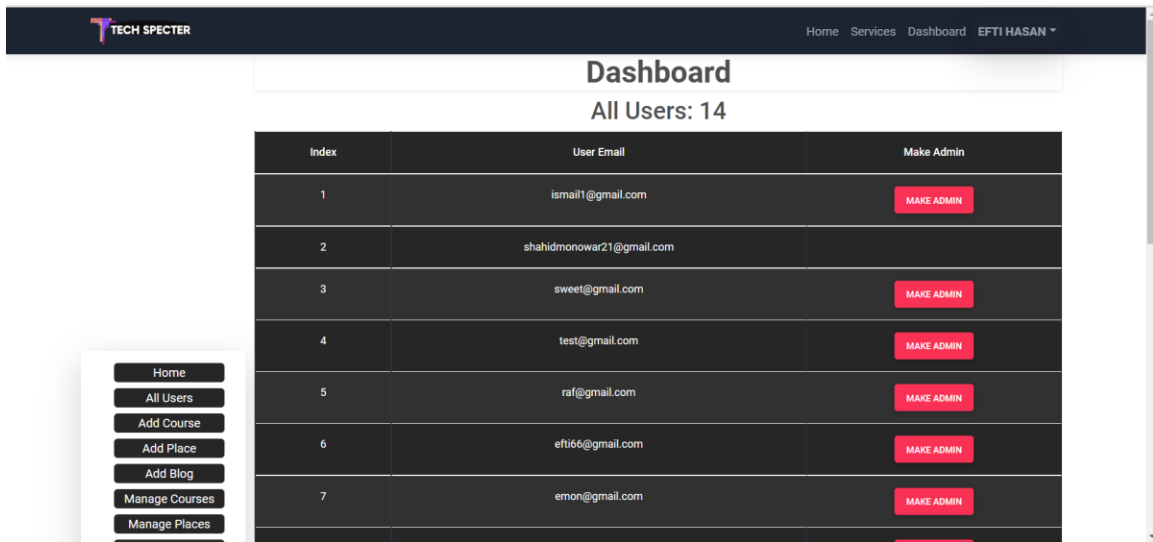 TECH SPECTER
Home Services Dashboard EFTI HASAN
Dashboard
All Users: 14
Index User Email Make Admin
1 ismail1@gmail.com MAKE ADMIN
2 shahidmonowar21@gmail.com
3 sweet@gmail.com MAKE ADMIN
4 test@gmail.com MAKE ADMIN
5 raf@gmail.com MAKE ADMIN
6 efti66@gmail.com MAKE ADMIN
7 emon@gmail.com MAKE ADMIN
Home
All Users
Add Course
Add Place
Add Blog
Manage Courses
Manage Places